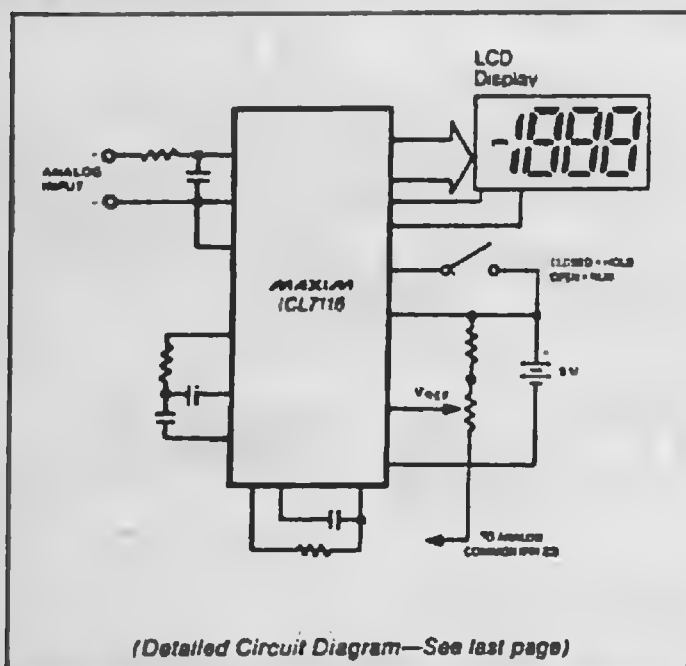 LCD
Display
-1888
ANALOG
INPUT
MAXIM
ICL7116
CLOSED = HOLD
OPEN = RUN
9V
VREF
TO ANALOG
COMMON (PIN 32)
(Detailed Circuit Diagram—See last page)